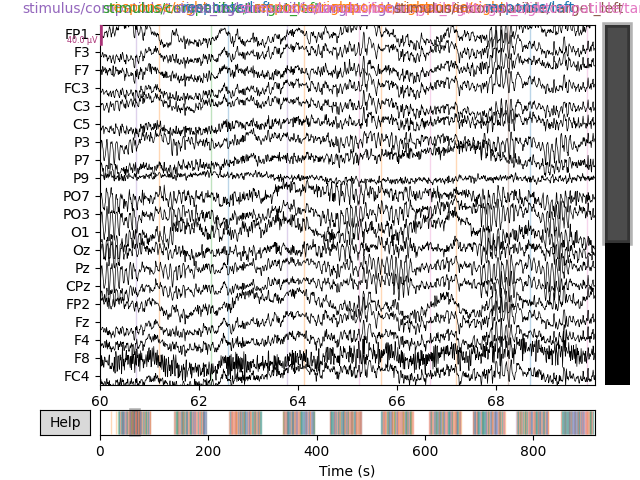 stimulus/
FP1
40.0 µV
F3
F7
FC3
C3
C5
P3
P7
P9
PO7
PO3
O1
Oz
Pz
CPz
FP2
Fz
F4
F8
FC4
60 62 64 66 68
Help
0 200 400 600 800
Time (s)